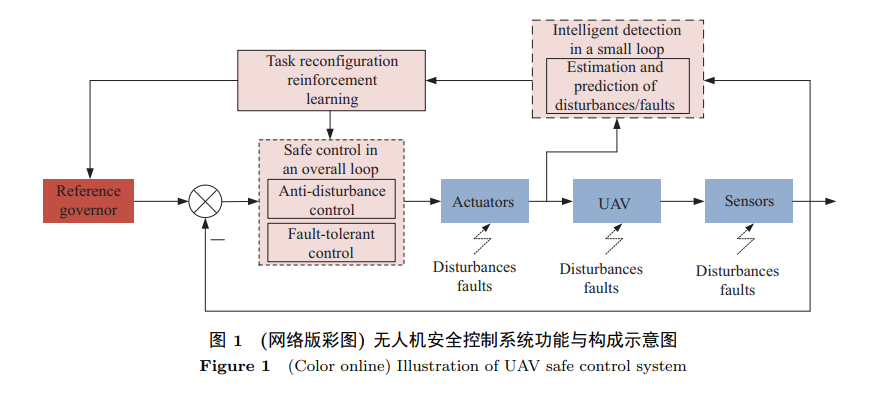 Intelligent detection
in a small loop
Estimation and
prediction of
disturbances/faults
Task reconfiguration
reinforcement
learning
Safe control in
an overall loop
Anti-disturbance
control
Fault-tolerant
control
Reference
governor
—
Actuators
UAV
Sensors
Disturbances
faults
Disturbances
faults
Disturbances
faults
图 1 (网络版彩图) 无人机安全控制系统功能与构成示意图
Figure 1 (Color online) Illustration of UAV safe control system